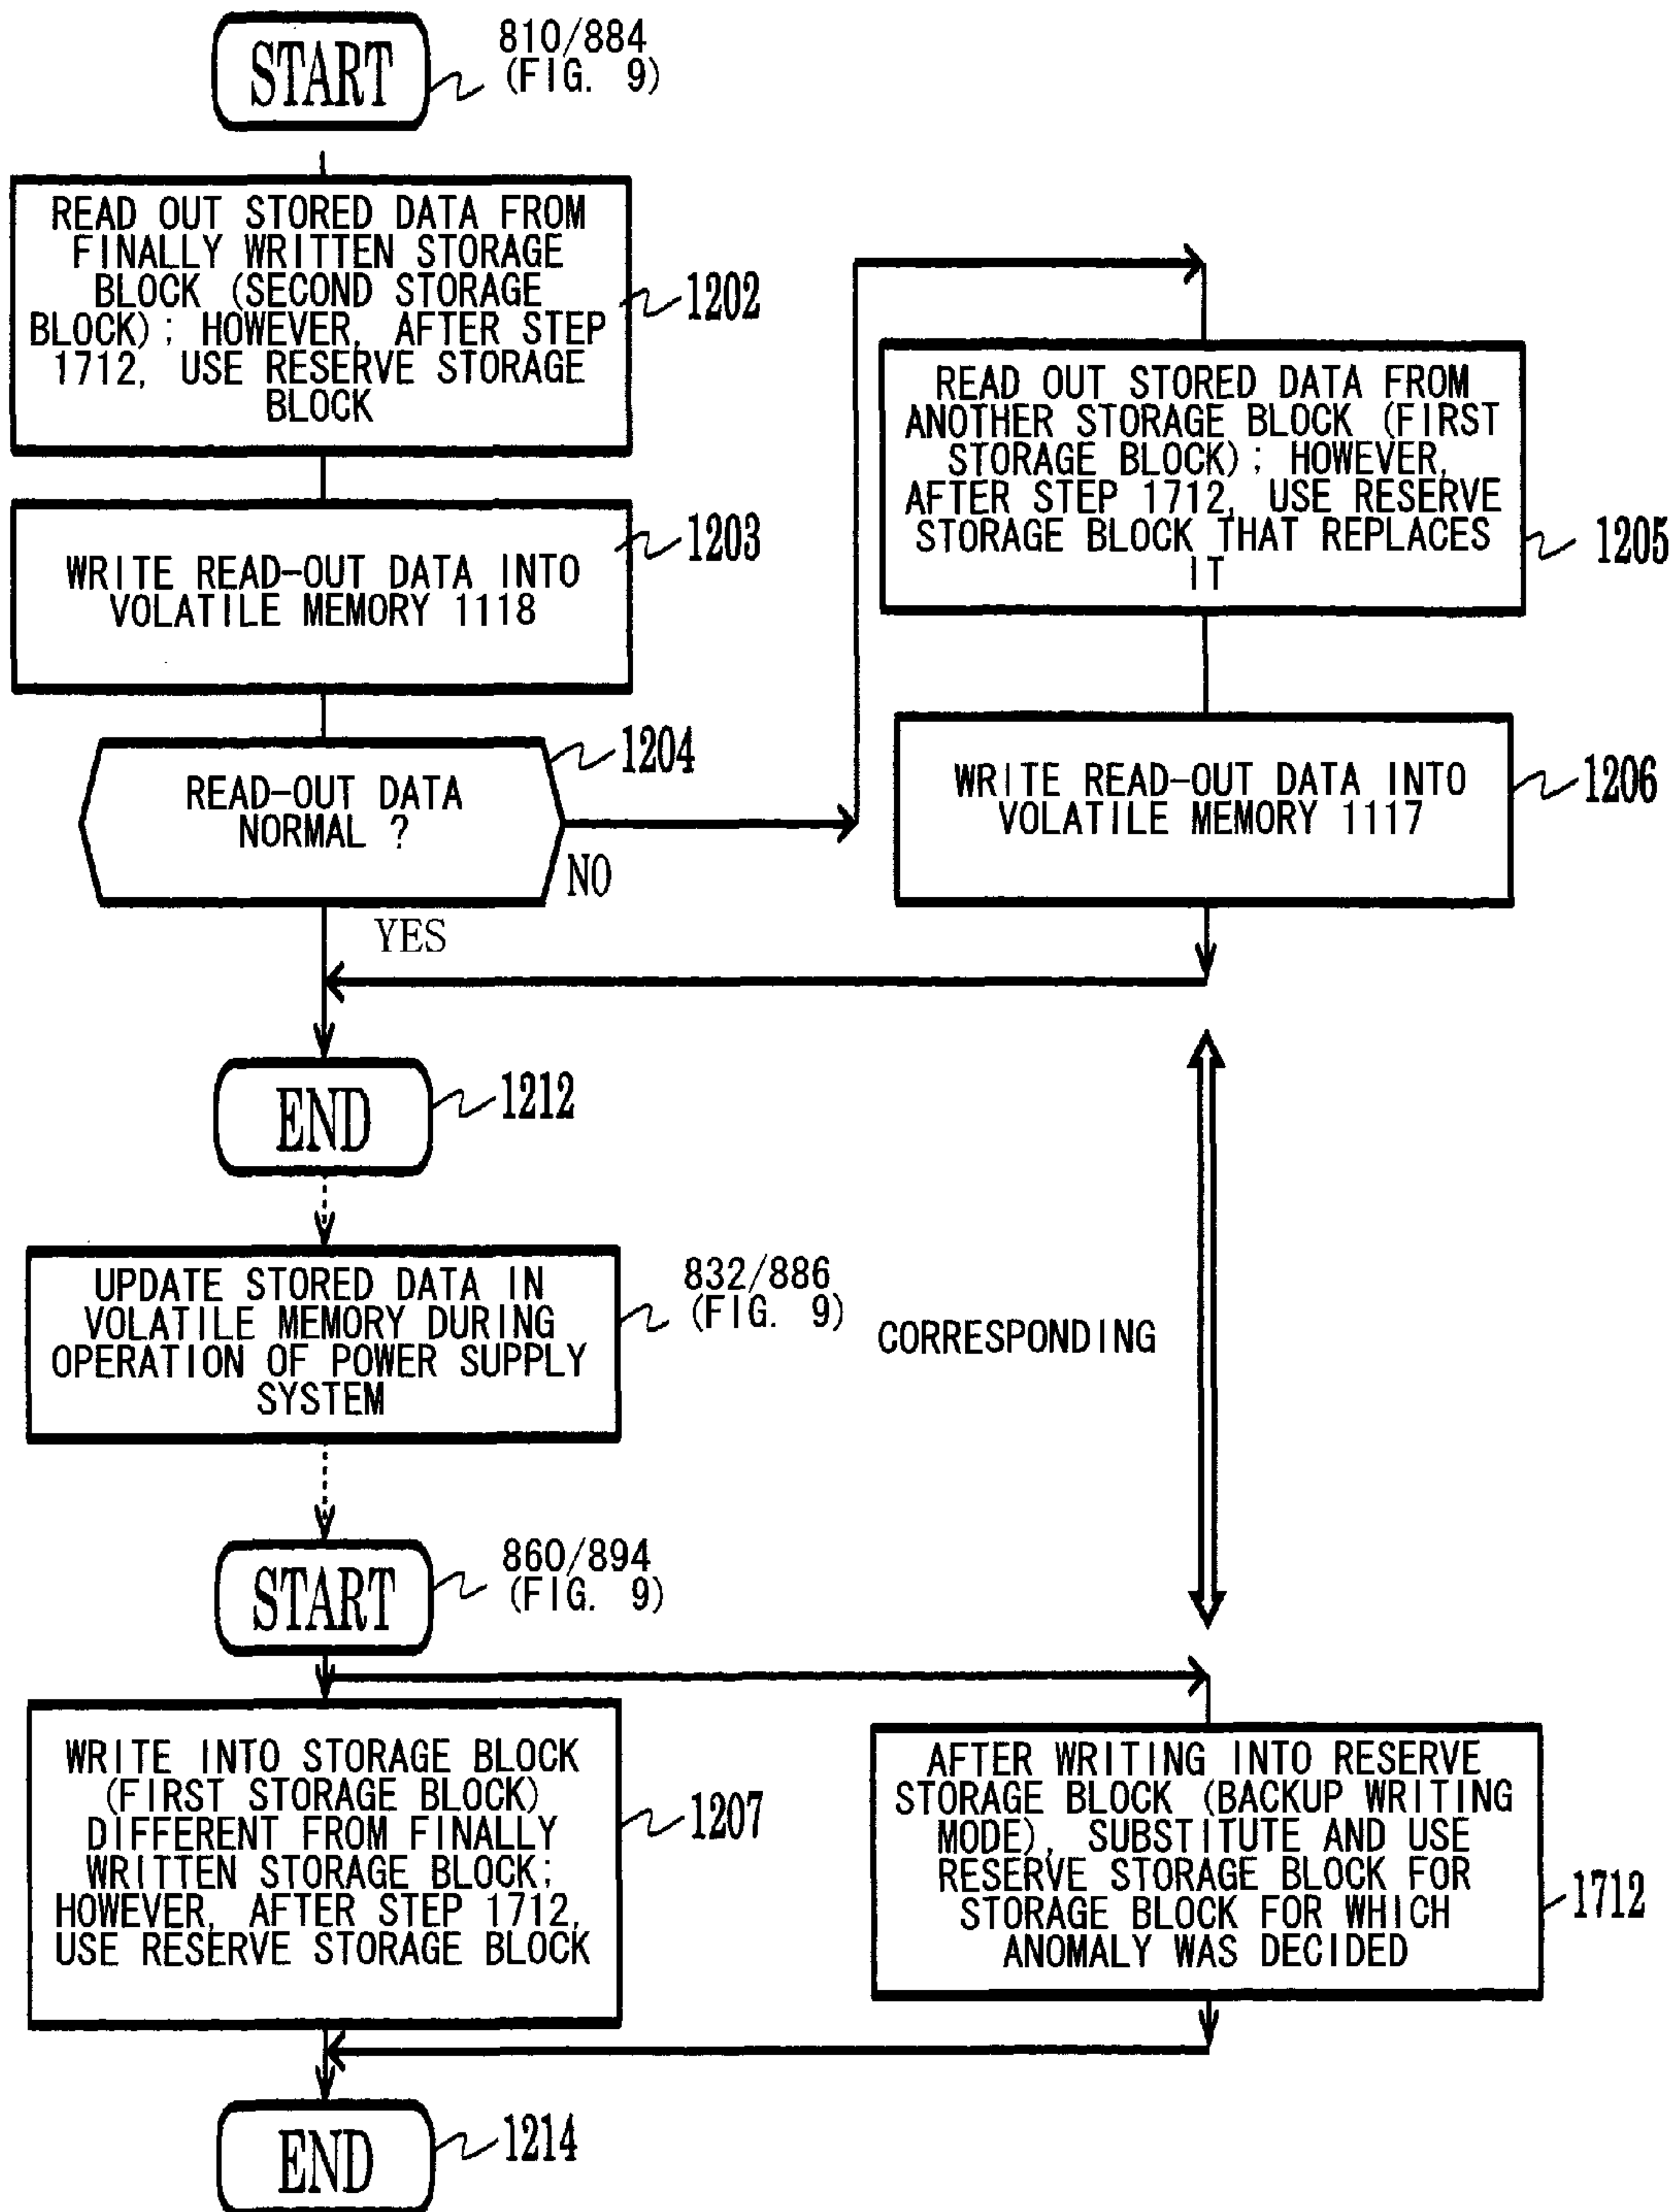 START
810/884
(FIG. 9)
READ OUT STORED DATA FROM
FINALLY WRITTEN STORAGE
BLOCK (SECOND STORAGE
BLOCK); HOWEVER, AFTER STEP
1712, USE RESERVE STORAGE
BLOCK
1202
WRITE READ-OUT DATA INTO
VOLATILE MEMORY 1118
1203
READ-OUT DATA
NORMAL ?
1204
NO
YES
READ OUT STORED DATA FROM
ANOTHER STORAGE BLOCK (FIRST
STORAGE BLOCK); HOWEVER,
AFTER STEP 1712, USE RESERVE
STORAGE BLOCK THAT REPLACES
IT
1205
WRITE READ-OUT DATA INTO
VOLATILE MEMORY 1117
1206
END
1212
UPDATE STORED DATA IN
VOLATILE MEMORY DURING
OPERATION OF POWER SUPPLY
SYSTEM
832/886
(FIG. 9)
CORRESPONDING
START
860/894
(FIG. 9)
WRITE INTO STORAGE BLOCK
(FIRST STORAGE BLOCK)
DIFFERENT FROM FINALLY
WRITTEN STORAGE BLOCK;
HOWEVER, AFTER STEP 1712,
USE RESERVE STORAGE BLOCK
1207
AFTER WRITING INTO RESERVE
STORAGE BLOCK (BACKUP WRITING
MODE), SUBSTITUTE AND USE
RESERVE STORAGE BLOCK FOR
STORAGE BLOCK FOR WHICH
ANOMALY WAS DECIDED
1712
END
1214